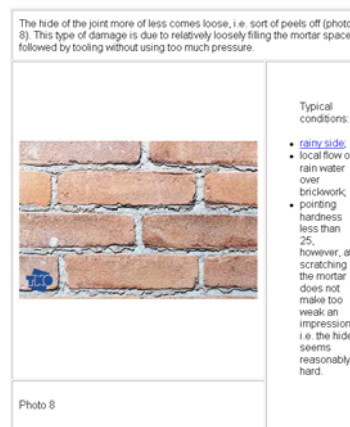 The hide of the joint more of less comes loose, i.e. sort of peels off (photo
8). This type of damage is due to relatively loosely filling the mortar space
followed by tooling without using too much pressure.
Typical
conditions:
rainy side;
local flow o
rain water
over
brickwork;
pointing
hardness
less than
25,
however, at
scratching
the mortar
does not
make too
weak an
impression
i.e. the hide
seems
reasonably
hard.
TNO
Photo 8